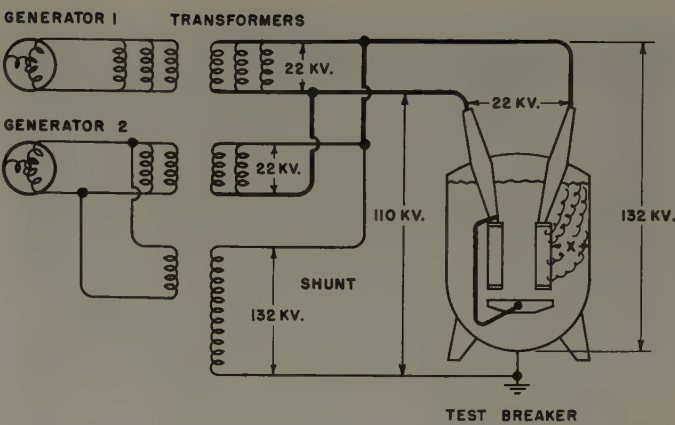 GENERATOR 1
TRANSFORMERS
22 KV.
22 KV.
GENERATOR 2
22 KV.
110 KV.
132 KV.
X
SHUNT
132 KV.
TEST BREAKER